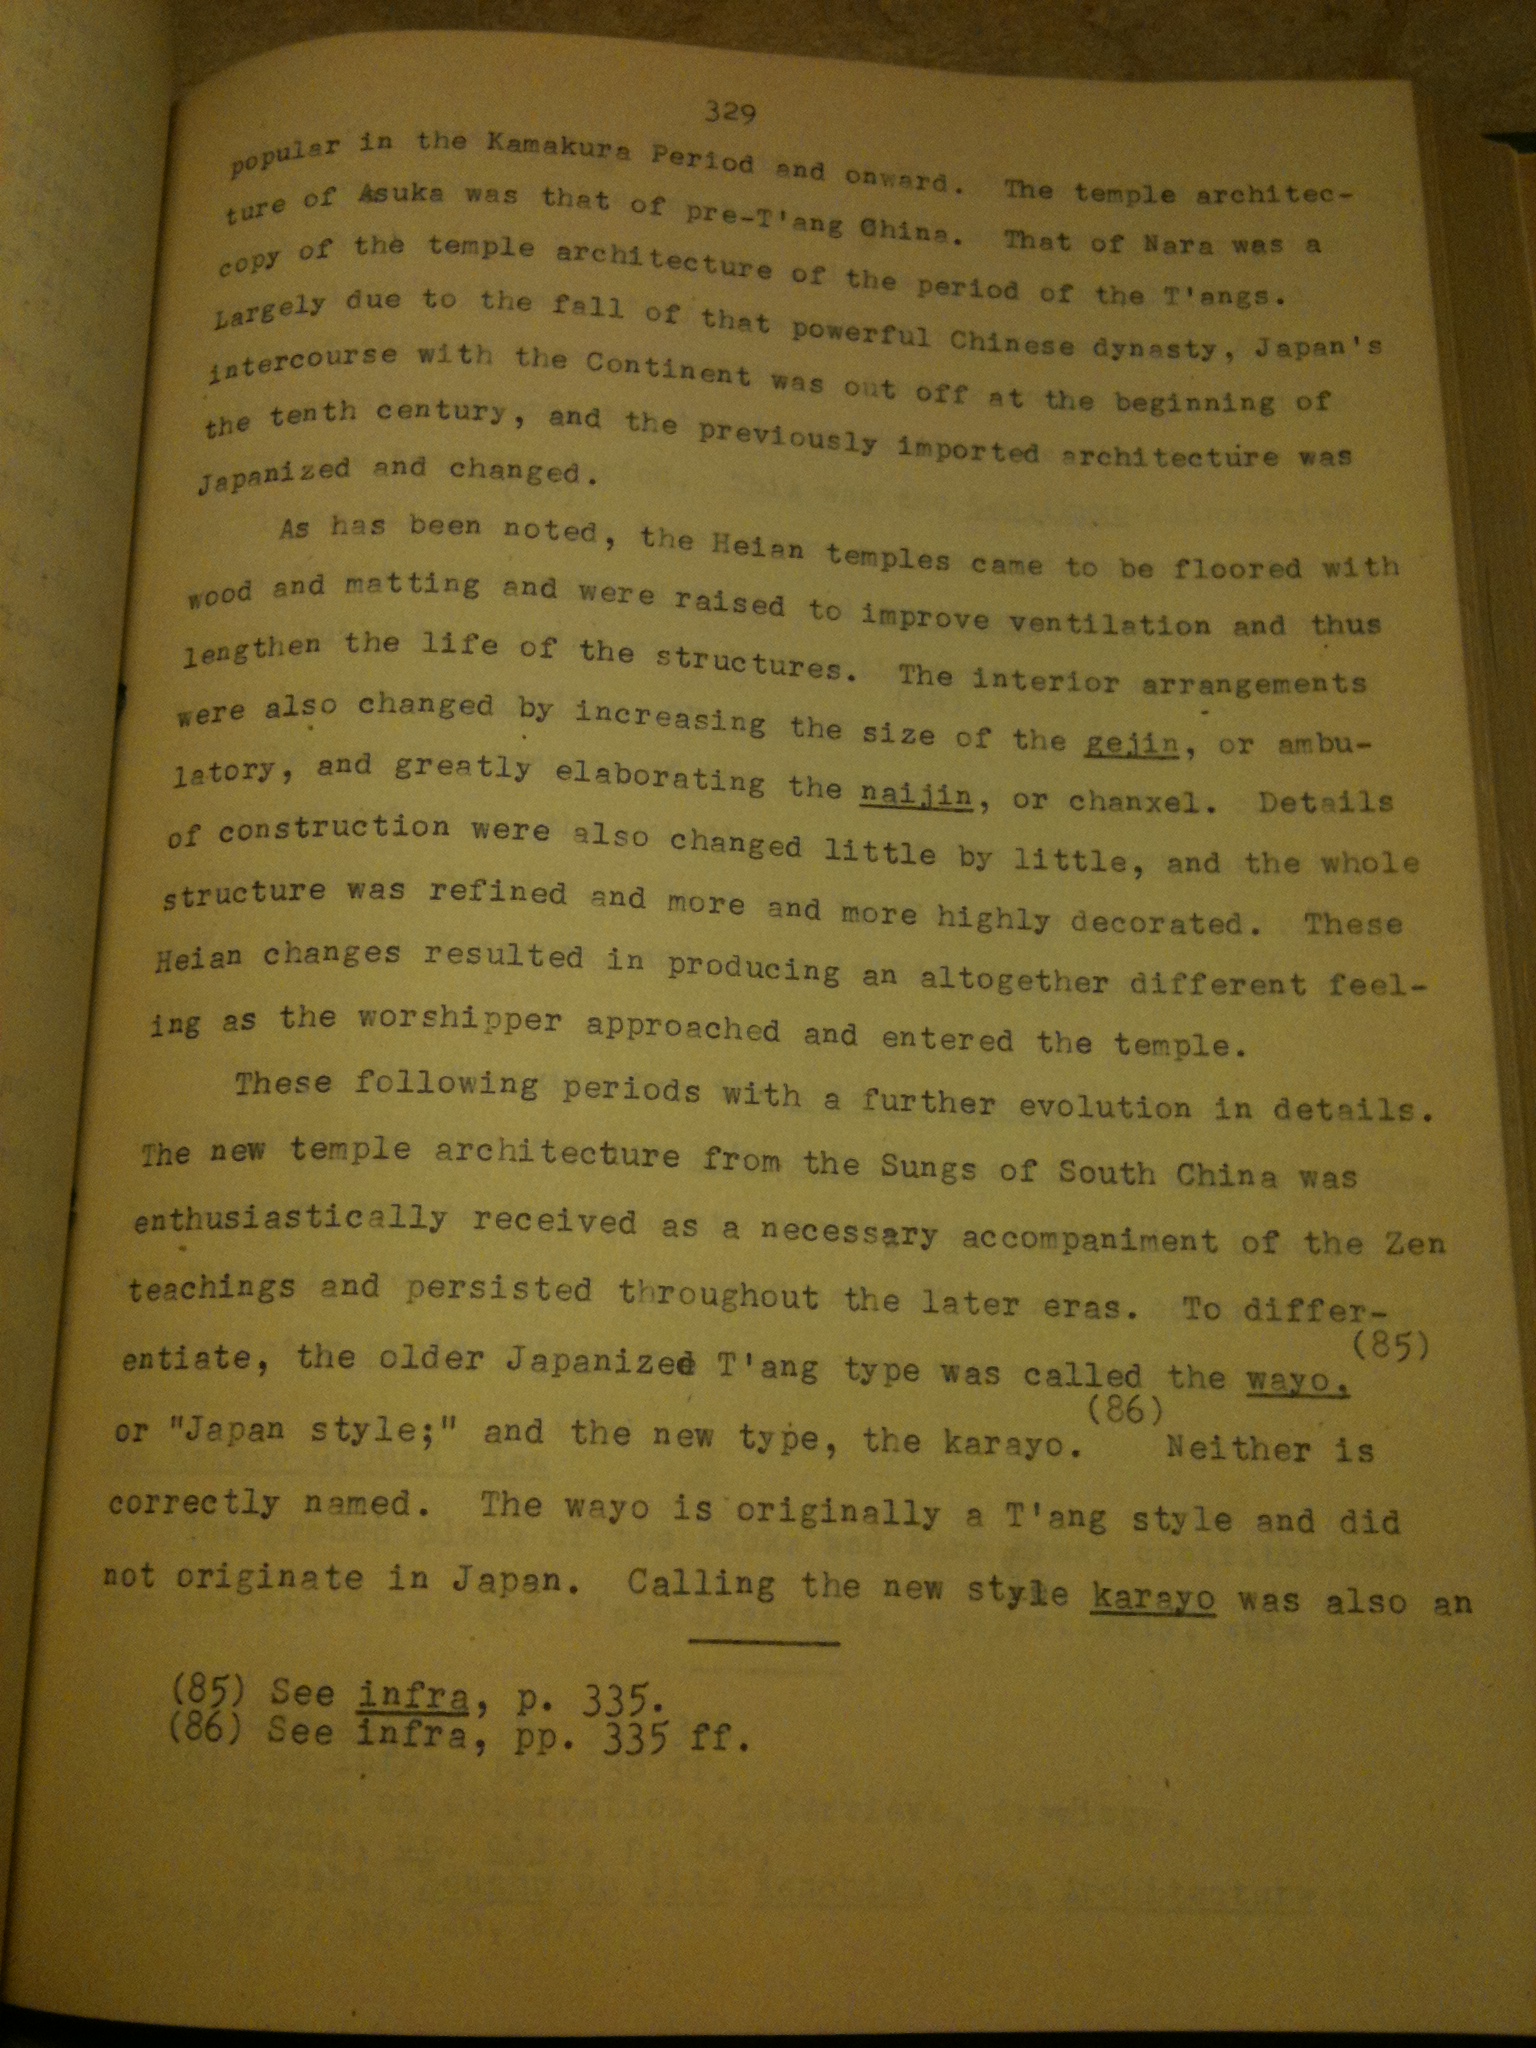 329
popular in the Kamakura Period and onward. The temple architec-
ture of Asuka was that of pre-T'ang China. That of Nara was a
copy of the temple architecture of the period of the T'angs.
Largely due to the fall of that powerful Chinese dynasty, Japan's
intercourse with the Continent was out off at the beginning of
the tenth century, and the previously imported architecture was
Japanized and changed.
As has been noted, the Heian temples came to be floored with
wood and matting and were raised to improve ventilation and thus
lengthen the life of the structures. The interior arrangements
were also changed by increasing the size of the gejin, or ambu-
latory, and greatly elaborating the naijin, or chanxel. Details
of construction were also changed little by little, and the whole
structure was refined and more and more highly decorated. These
Heian changes resulted in producing an altogether different feel-
ing as the worshipper approached and entered the temple.
These following periods with a further evolution in details.
The new temple architecture from the Sungs of South China was
enthusiastically received as a necessary accompaniment of the Zen
teachings and persisted throughout the later eras. To differ-
(85)
entiate, the older Japanized T'ang type was called the wayo,
(86)
or "Japan style;" and the new type, the karayo. Neither is
correctly named. The wayo is originally a T'ang style and did
not originate in Japan. Calling the new style karayo was also an
(85) See infra, p. 335.
(86) See infra, pp. 335 ff.